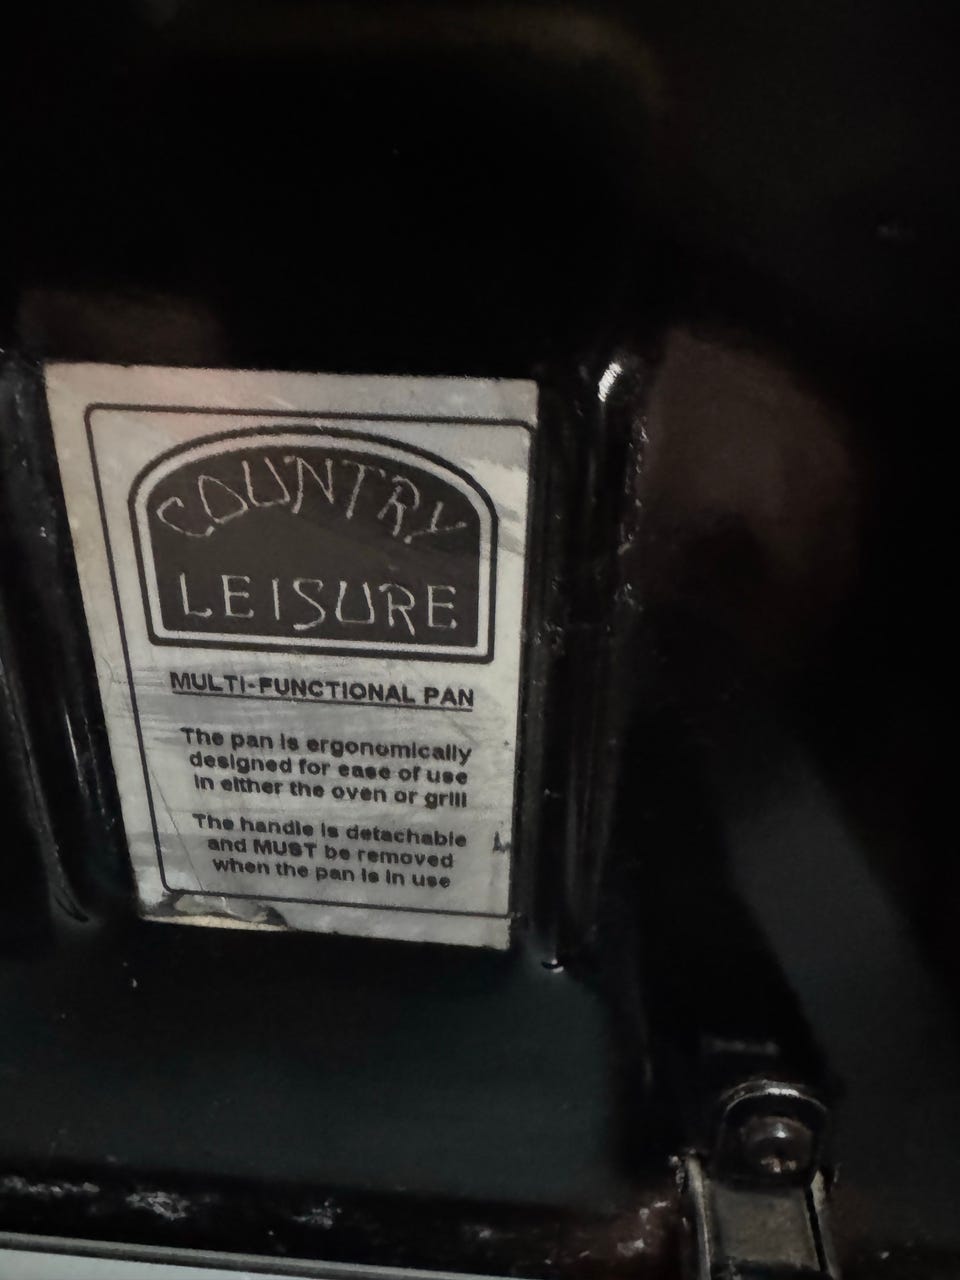 COUNTRY
LEISURE
MULTI-FUNCTIONAL PAN
The pan is ergonomically
designed for ease of use
in either the oven or grill
The handle is detachable
and MUST be removed
when the pan is in use